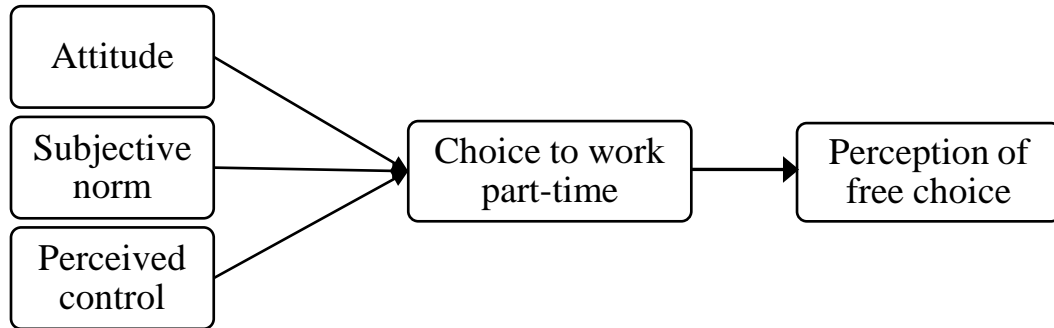 Attitude
Subjective
norm
Perceived
control
Choice to work
part-time
Perception of
free choice